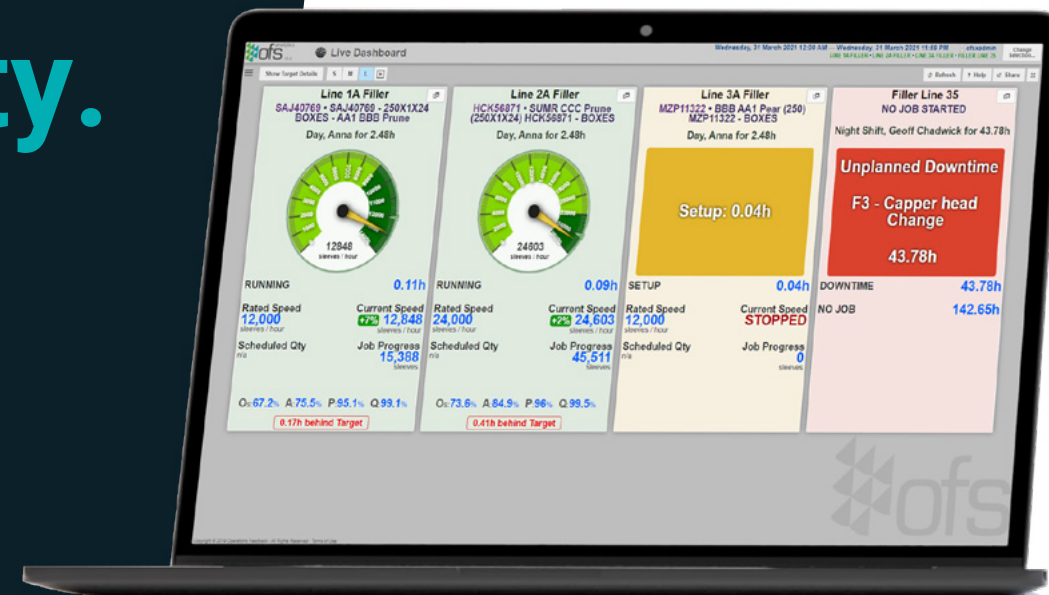 ty.
ofs
Live Dashboard
Wednesday, 31 March 2021 12:00 AM — Wednesday, 31 March 2021 11:59 PM
ofsadmin
Change Selection...
Show Target Details
S
M
L
Refresh
? Help
Share
Line 1A Filler
SAJ40769 • SAJ40769 - 250X1X24
BOXES - AA1 BBB Prune
Day, Anna for 2.48h
12848
sleeves / hour
RUNNING 0.11h
Rated Speed Current Speed
12,000 +7% 12,848
sleeves / hour sleeves / hour
Scheduled Qty Job Progress
n/a 15,388
sleeves
Os:67.2% A:75.5% P:95.1% Q:99.1%
0.17h behind Target
Line 2A Filler
HCK56871 • SUMR CCC Prune
(250X1X24) HCK56871 - BOXES
Day, Anna for 2.48h
24603
sleeves / hour
RUNNING 0.09h
Rated Speed Current Speed
24,000 +2% 24,603
sleeves / hour sleeves / hour
Scheduled Qty Job Progress
n/a 45,511
sleeves
Os:73.6% A:84.9% P:96% Q:99.5%
0.41h behind Target
Line 3A Filler
MZP11322 • BBB AA1 Pear (250)
MZP11322 - BOXES
Day, Anna for 2.48h
Setup: 0.04h
SETUP 0.04h
Rated Speed Current Speed
12,000 STOPPED
sleeves / hour
Scheduled Qty Job Progress
n/a 0
sleeves
Filler Line 35
NO JOB STARTED
Night Shift, Geoff Chadwick for 43.78h
Unplanned Downtime
F3 - Capper head
Change
43.78h
DOWNTIME 43.78h
NO JOB 142.65h
ofs